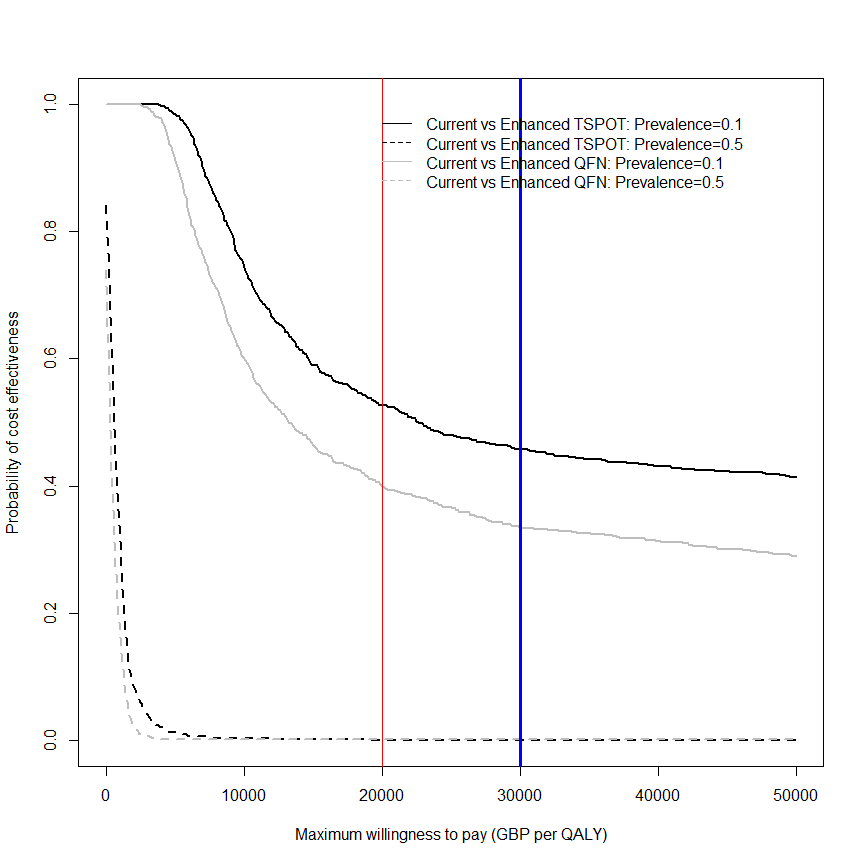 Current vs Enhanced TSPOT: Prevalence=0.1
Current vs Enhanced TSPOT: Prevalence=0.5
Current vs Enhanced QFN: Prevalence=0.1
Current vs Enhanced QFN: Prevalence=0.5
Probability of cost effectiveness
1.0
0.8
0.6
0.4
0.2
0.0
0 10000 20000 30000 40000 50000
Maximum willingness to pay (GBP per QALY)